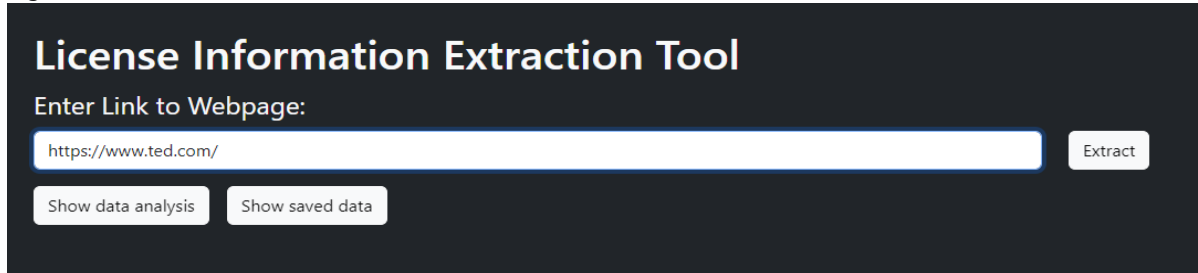 License Information Extraction Tool
Enter Link to Webpage:
https://www.ted.com/ Extract
Show data analysis Show saved data